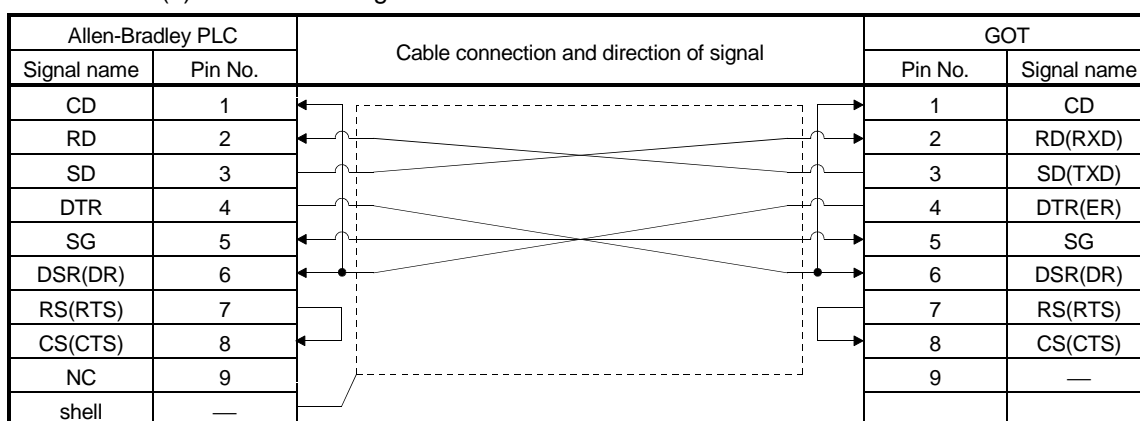 Allen-Bradley PLC Cable connection and direction of signal GOT
Signal name Pin No. Pin No. Signal name
CD 1 1 CD
RD 2 2 RD(RXD)
SD 3 3 SD(TXD)
DTR 4 4 DTR(ER)
SG 5 5 SG
DSR(DR) 6 6 DSR(DR)
RS(RTS) 7 7 RS(RTS)
CS(CTS) 8 8 CS(CTS)
NC 9 9 —
shell —